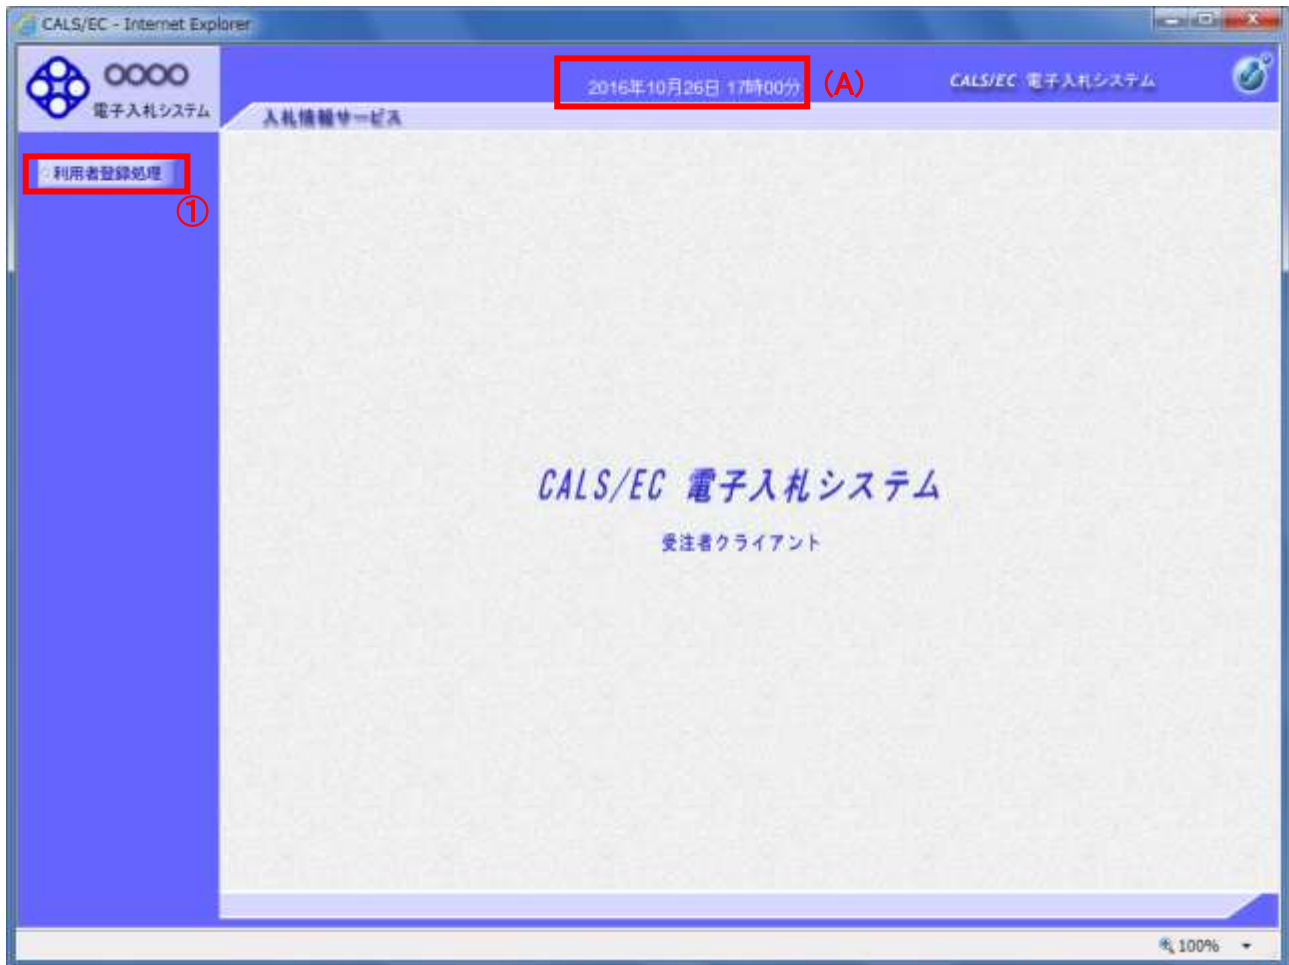 CALS/EC - Internet Explorer
○○○○
電子入札システム
2016年10月26日 17時00分
(A)
CALS/EC 電子入札システム
入札情報サービス
利用者登録処理
①
CALS/EC 電子入札システム
受注者クライアント
100%